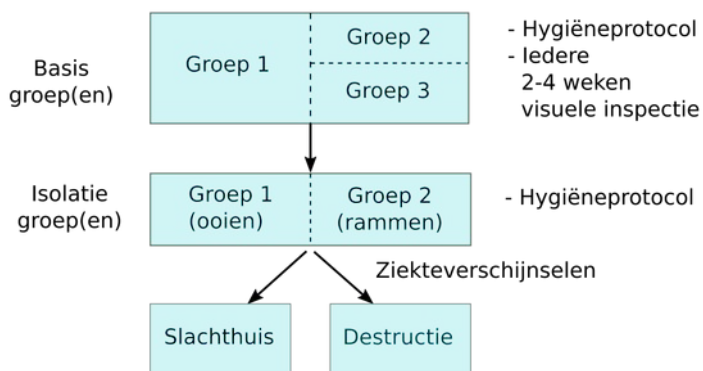 Basis
groep(en)
Groep 1
Groep 2
Groep 3
- Hygiëneprotocol
- Iedere
2-4 weken
visuele inspectie
Isolatie
groep(en)
Groep 1
(ooien)
Groep 2
(rammen)
- Hygiëneprotocol
Ziekteverschijnselen
Slachthuis
Destructie